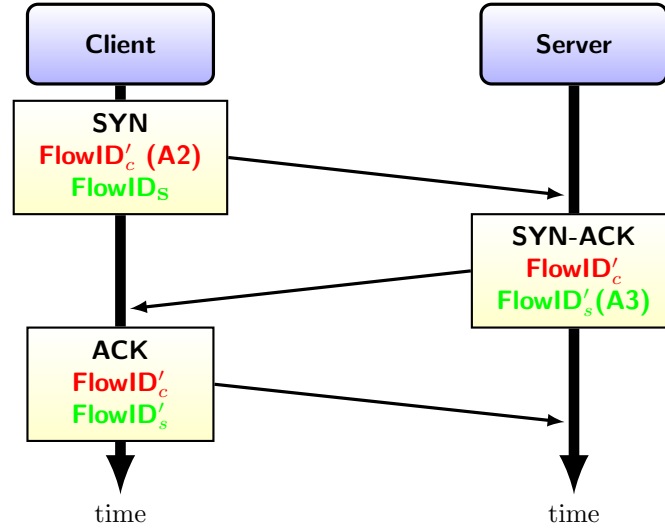 Client
Server
SYN
FlowID′c (A2)
FlowIDS
SYN-ACK
FlowID′c
FlowID′s(A3)
ACK
FlowID′c
FlowID′s
time
time